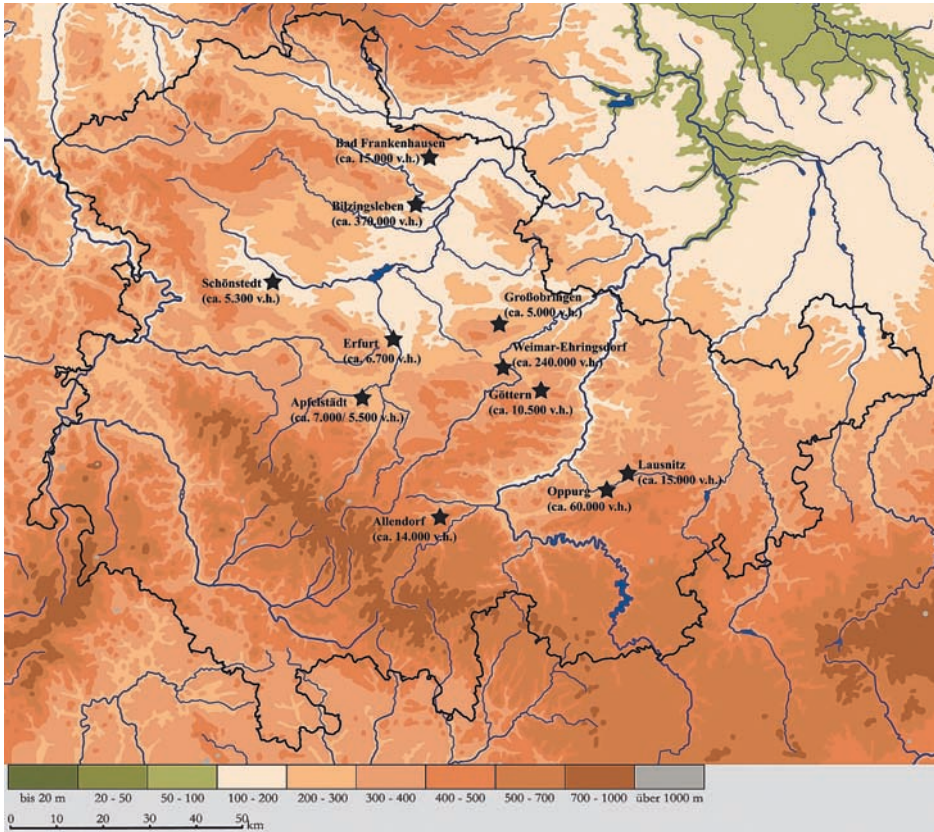 Bad Frankenhausen
(ca. 15.000 v.h.)
Bilzingsleben
(ca. 370.000 v.h.)
Schönstedt
(ca. 5.300 v.h.)
Großobringen
(ca. 5.000 v.h.)
Erfurt
(ca. 6.700 v.h.)
Weimar-Ehringsdorf
(ca. 240.000 v.h.)
Apfelstädt
(ca. 7.000/ 5.500 v.h.)
Göttern
(ca. 10.500 v.h.)
Lausnitz
(ca. 15.000 v.h.)
Oppurg
(ca. 60.000 v.h.)
Allendorf
(ca. 14.000 v.h.)
bis 20 m 20 - 50 50 - 100 100 - 200 200 - 300 300 - 400 400 - 500 500 - 700 700 - 1000 über 1000 m
0 10 20 30 40 50 km